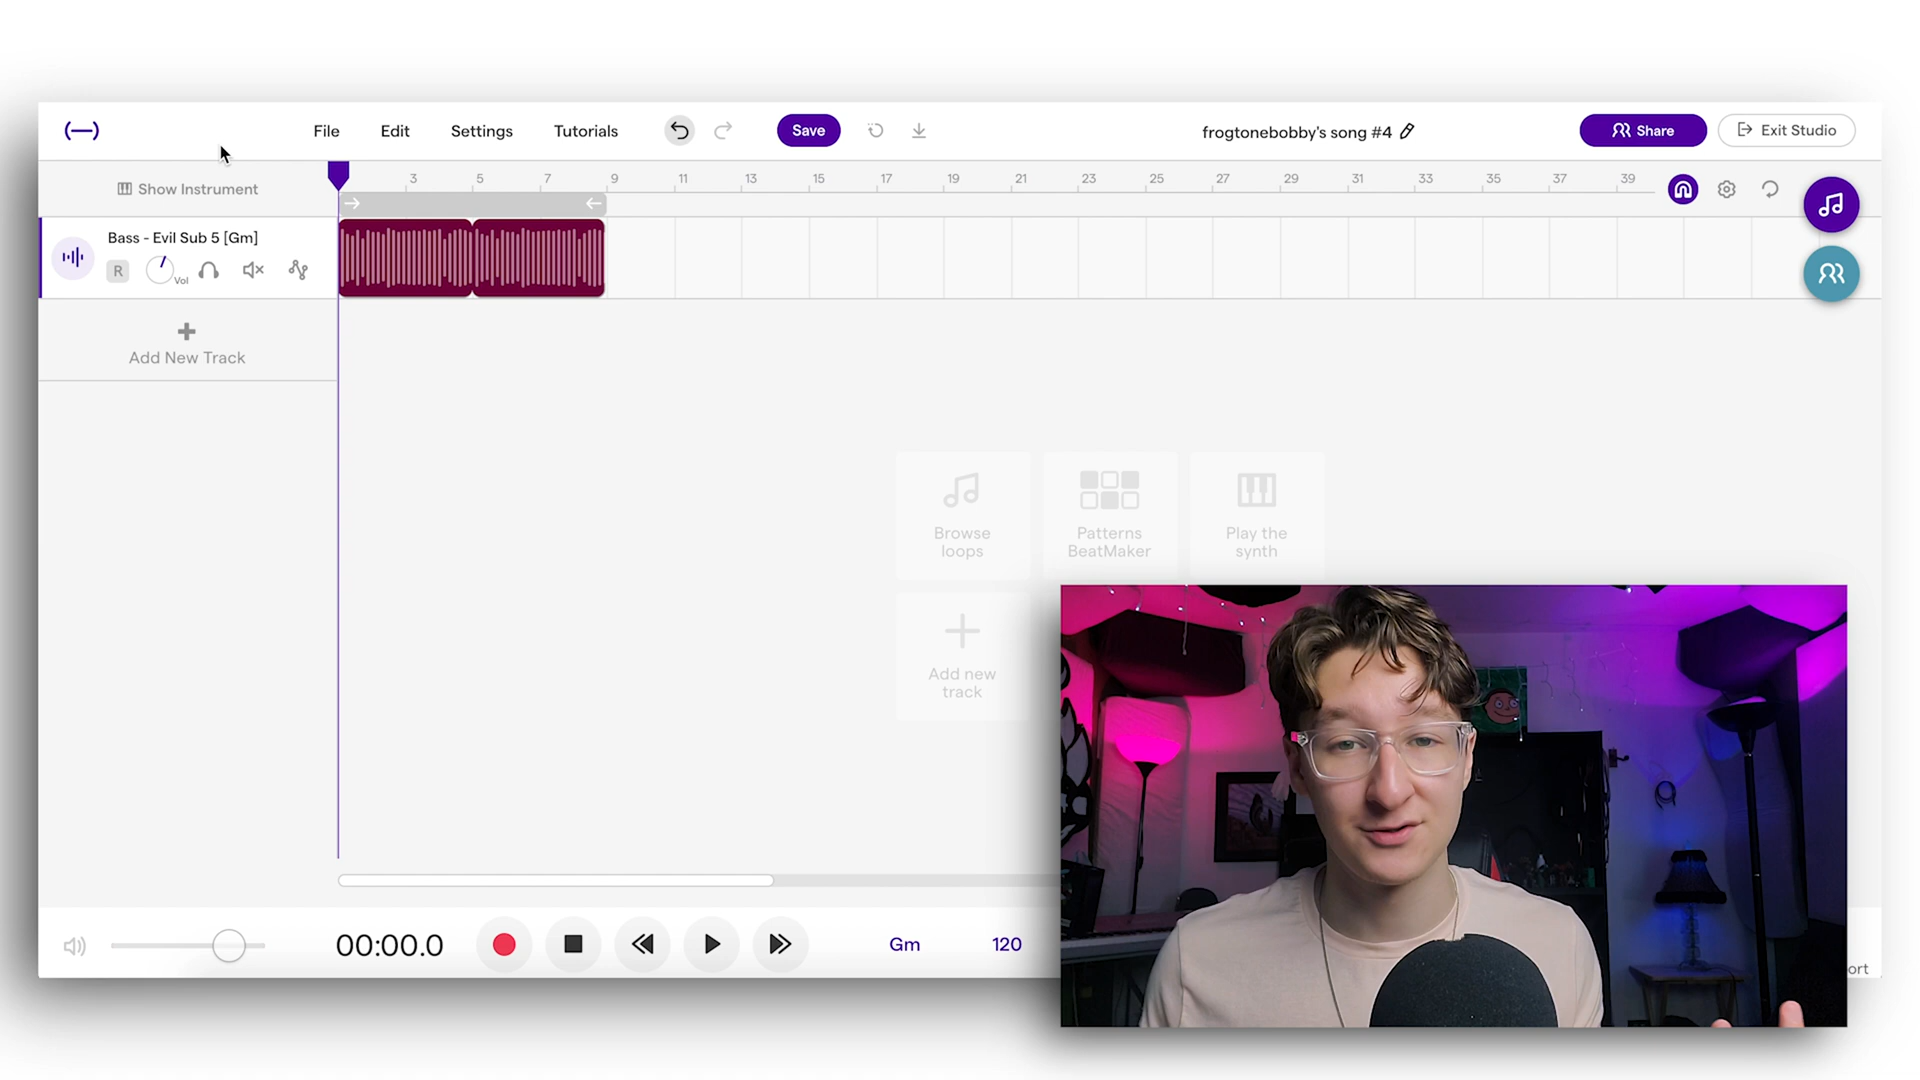 File Edit Settings Tutorials Save frogtonebobby's song #4 Share Exit Studio
Show Instrument
3 5 7 9 11 13 15 17 19 21 23 25 27 29 31 33 35 37 39
Bass - Evil Sub 5 [Gm]
R Vol
Add New Track
Browse
loops
Patterns
BeatMaker
Play the
synth
Add new
track
00:00.0 Gm 120
ort